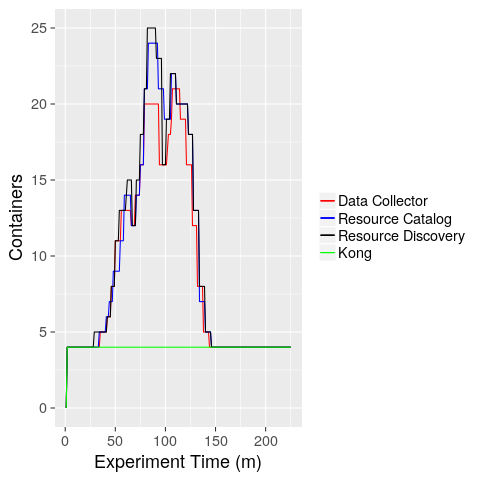 25
20
15
10
5
0
Containers
0 50 100 150 200
Experiment Time (m)
Data Collector
Resource Catalog
Resource Discovery
Kong